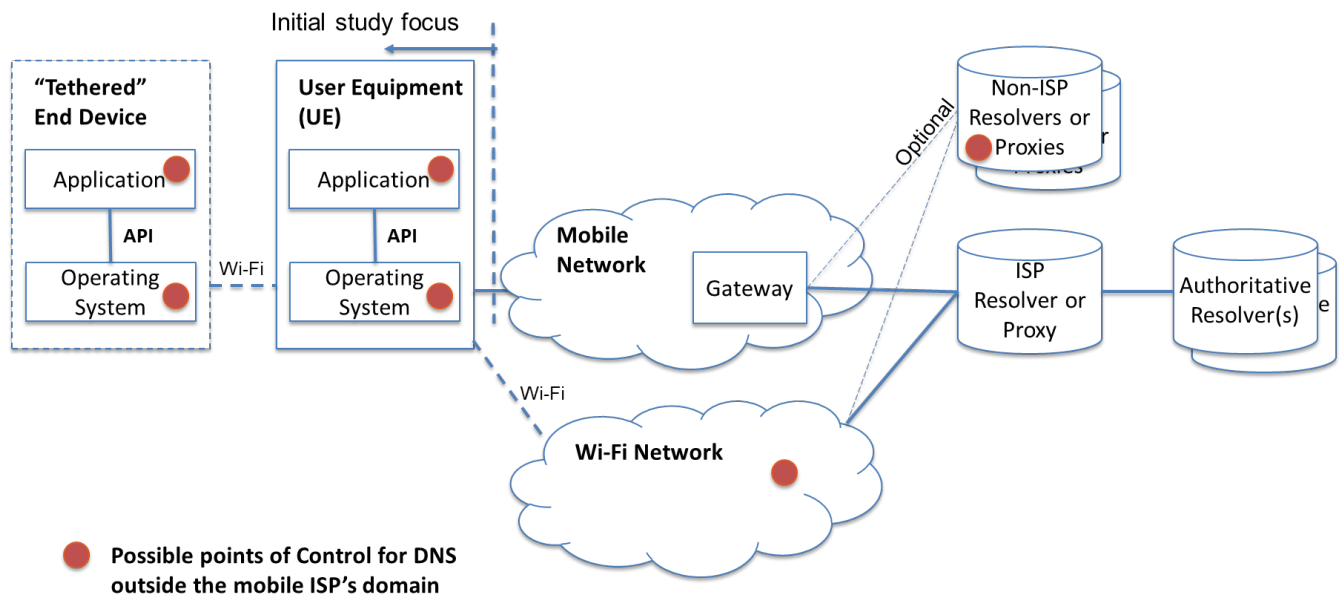 Initial study focus
“Tethered”
End Device
Application
API
Operating
System
Wi-Fi
User Equipment
(UE)
Application
API
Operating
System
Wi-Fi
Mobile
Network
Gateway
Wi-Fi Network
Optional
Non-ISP
Resolvers or
Proxies
r
Proxies
ISP
Resolver or
Proxy
Authoritative
Resolver(s)
e
Possible points of Control for DNS
outside the mobile ISP’s domain